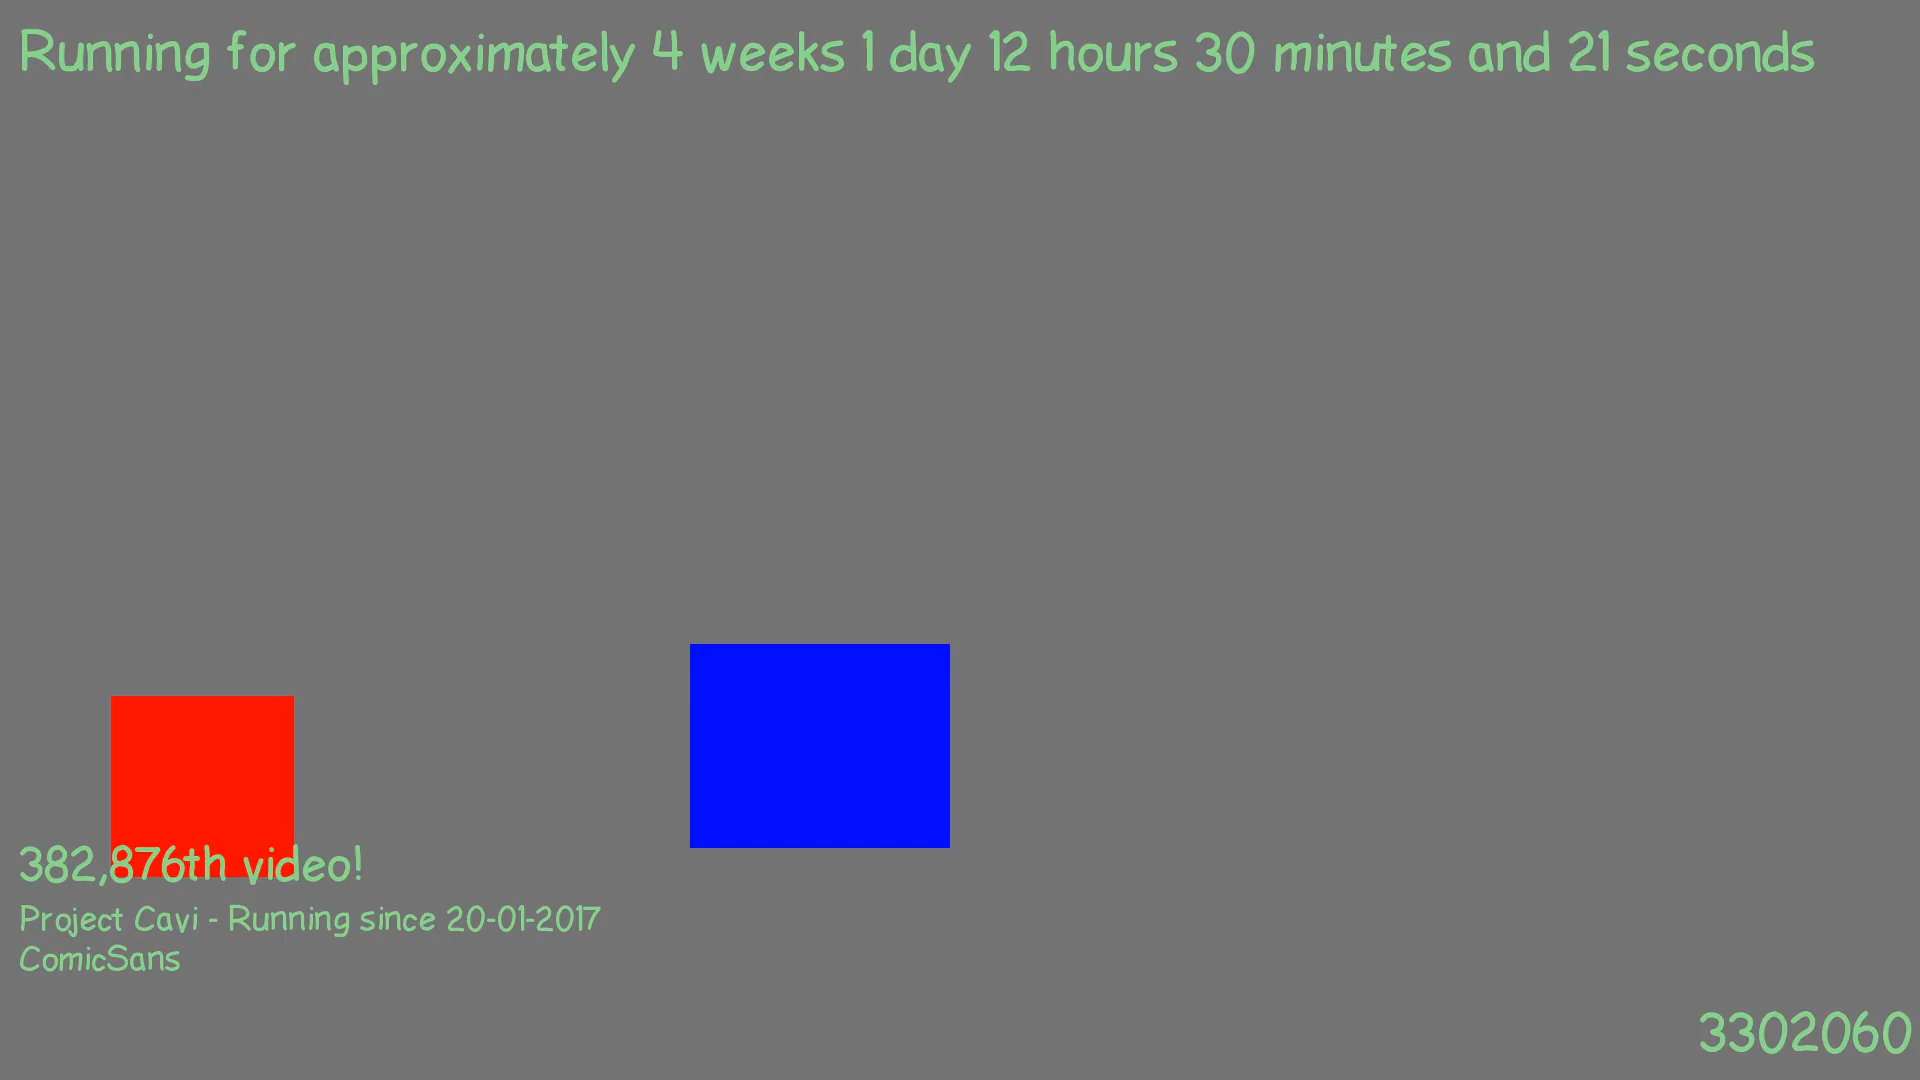 Running for approximately 4 weeks 1 day 12 hours 30 minutes and 21 seconds
382,876th video!
Project Cavi - Running since 20-01-2017
ComicSans
3302060